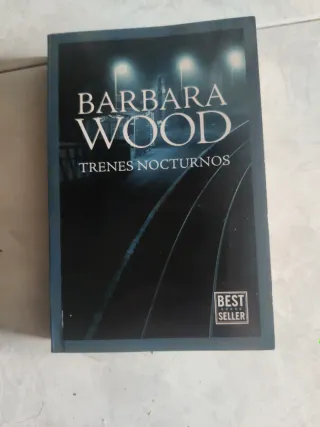 BARBARA
WOOD
TRENES NOCTURNOS
BEST
SELLER